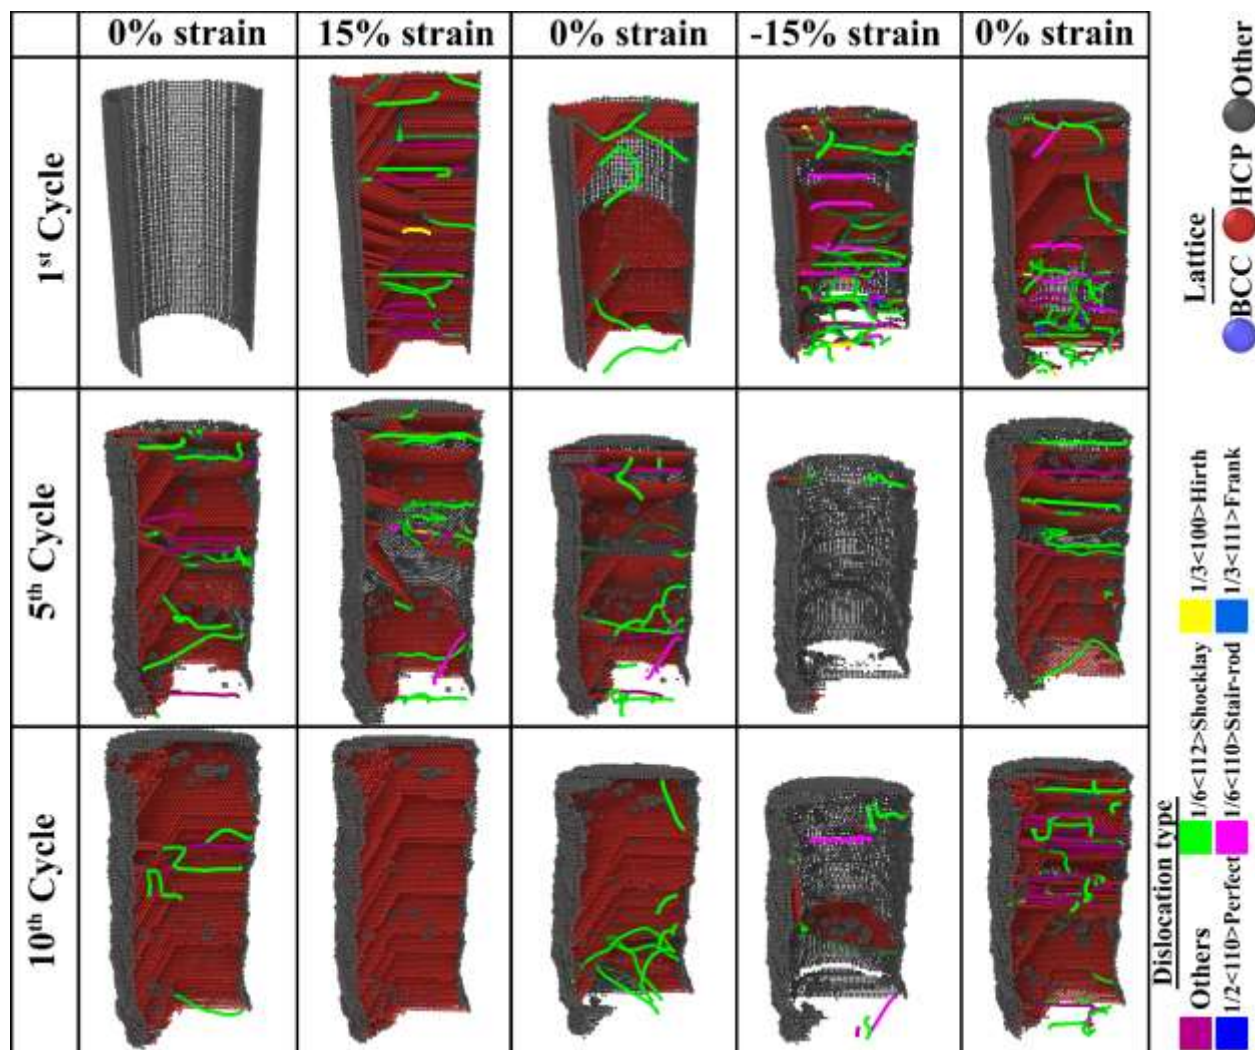 0% strain
15% strain
0% strain
-15% strain
0% strain
1st Cycle
5th Cycle
10th Cycle
Lattice
BCC
HCP
Other
Dislocation type
Others
1/6<112>Shocklay
1/3<100>Hirth
1/2<110>Perfect
1/6<110>Stair-rod
1/3<111>Frank